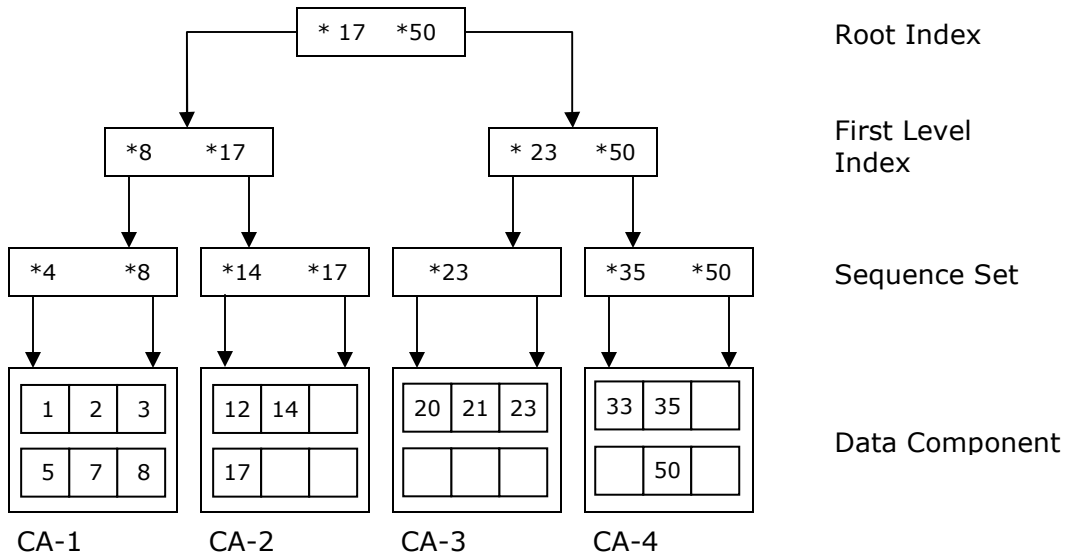 * 17 *50
Root Index
*8 *17
* 23 *50
First Level
Index
*4 *8
*14 *17
*23
*35 *50
Sequence Set
1 2 3
12 14
20 21 23
33 35
5 7 8
17
50
Data Component
CA-1
CA-2
CA-3
CA-4